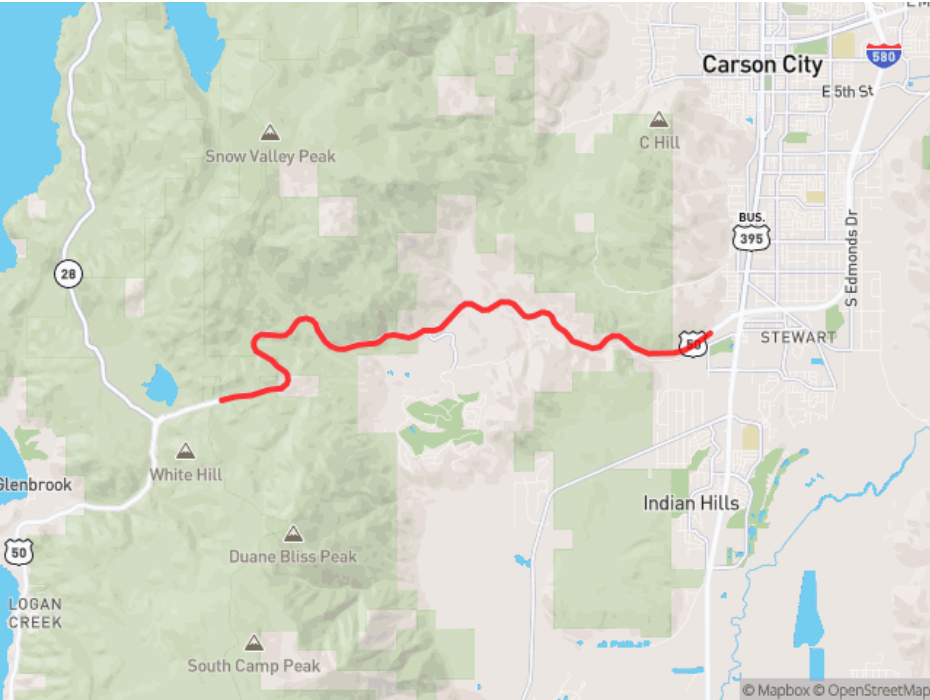 E M
Carson City
580
E 5th St
C Hill
Snow Valley Peak
BUS.
395
S Edmonds Dr
28
50
STEWART
White Hill
Glenbrook
Indian Hills
50
Duane Bliss Peak
LOGAN
CREEK
South Camp Peak
© Mapbox © OpenStreetMap